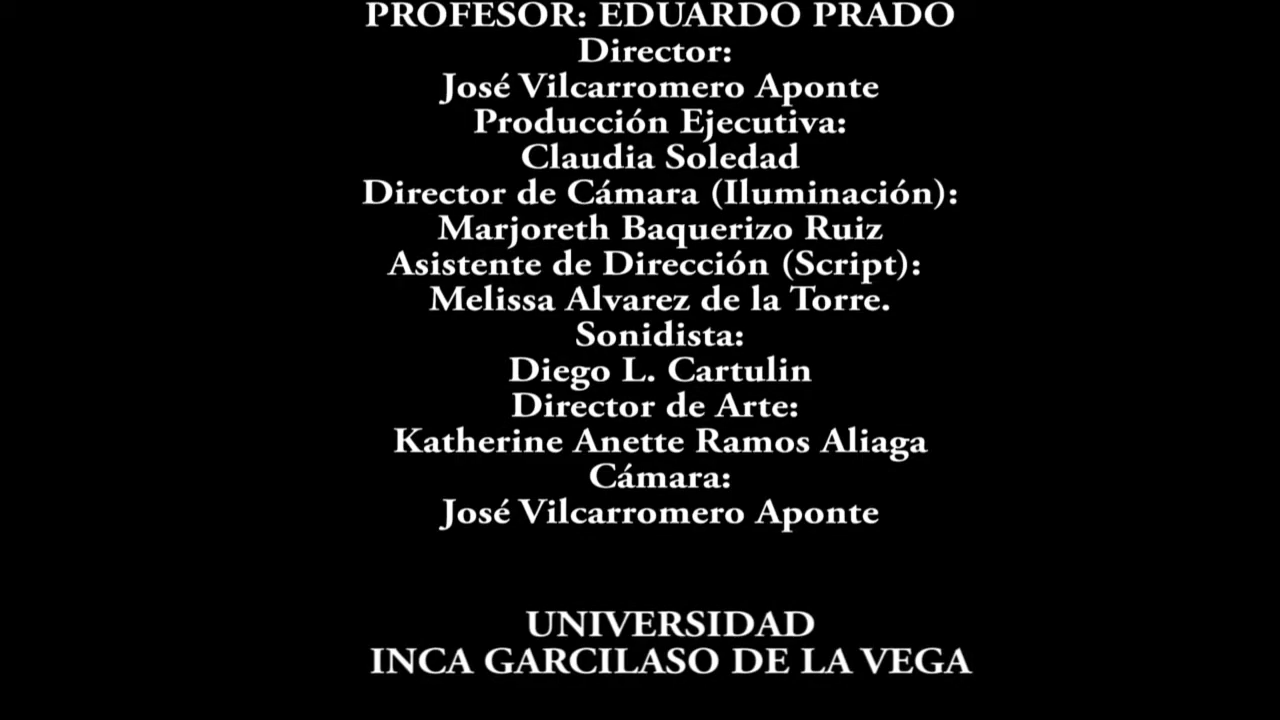 PROFESOR: EDUARDO PRADO
Director:
José Vilcarromero Aponte
Producción Ejecutiva:
Claudia Soledad
Director de Cámara (Iluminación):
Marjoreth Baquerizo Ruiz
Asistente de Dirección (Script):
Melissa Alvarez de la Torre.
Sonidista:
Diego L. Cartulin
Director de Arte:
Katherine Anette Ramos Aliaga
Cámara:
José Vilcarromero Aponte
UNIVERSIDAD
INCA GARCILASO DE LA VEGA